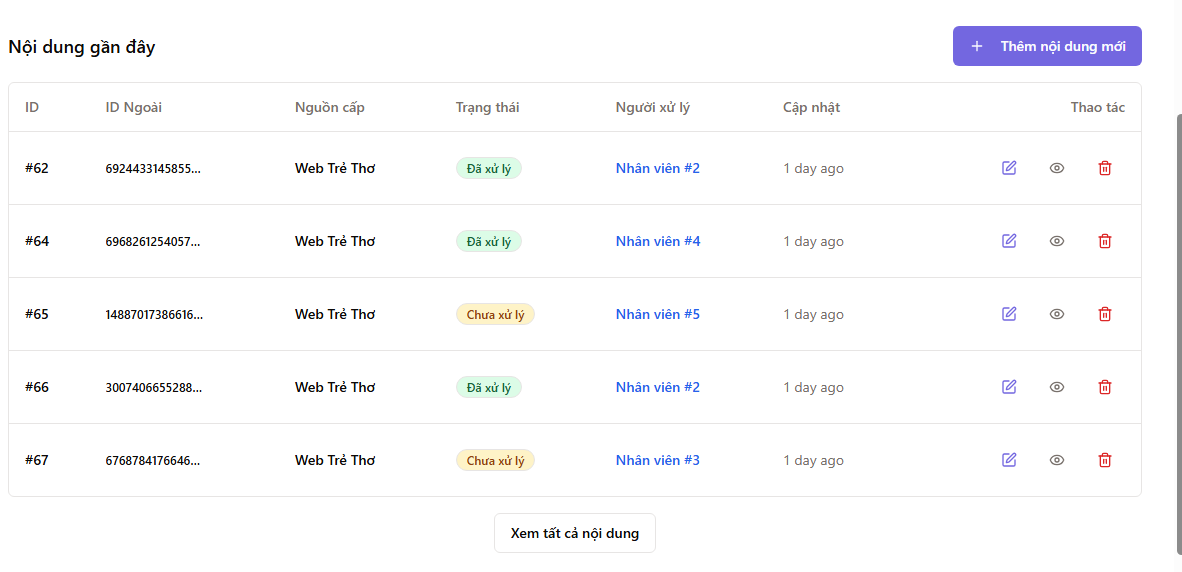 Nội dung gần đây
Thêm nội dung mới
ID ID Ngoài Nguồn cấp Trạng thái Người xử lý Cập nhật Thao tác
#62 6924433145855... Web Trẻ Thơ Đã xử lý Nhân viên #2 1 day ago
#64 6968261254057... Web Trẻ Thơ Đã xử lý Nhân viên #4 1 day ago
#65 14887017386616... Web Trẻ Thơ Chưa xử lý Nhân viên #5 1 day ago
#66 3007406655288... Web Trẻ Thơ Đã xử lý Nhân viên #2 1 day ago
#67 6768784176646... Web Trẻ Thơ Chưa xử lý Nhân viên #3 1 day ago
Xem tất cả nội dung